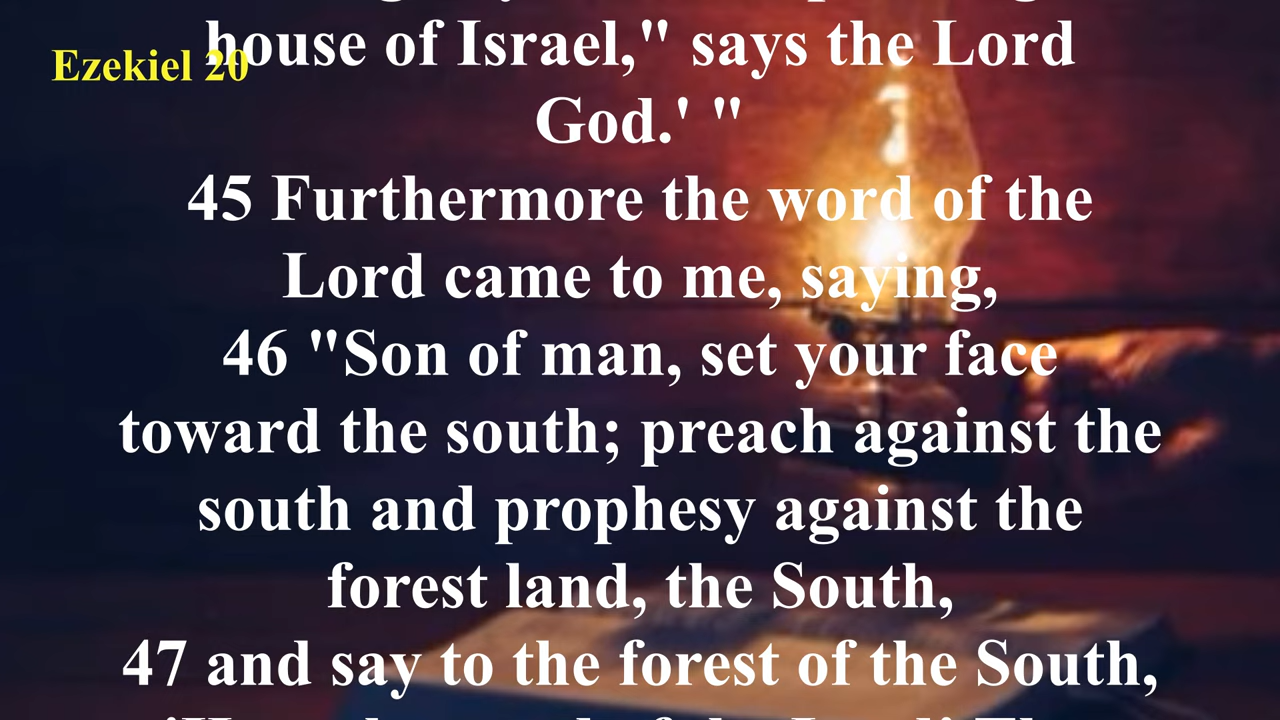 Ezekiel 20
house of Israel," says the Lord
God.' "
45 Furthermore the word of the
Lord came to me, saying,
46 "Son of man, set your face
toward the south; preach against the
south and prophesy against the
forest land, the South,
47 and say to the forest of the South,